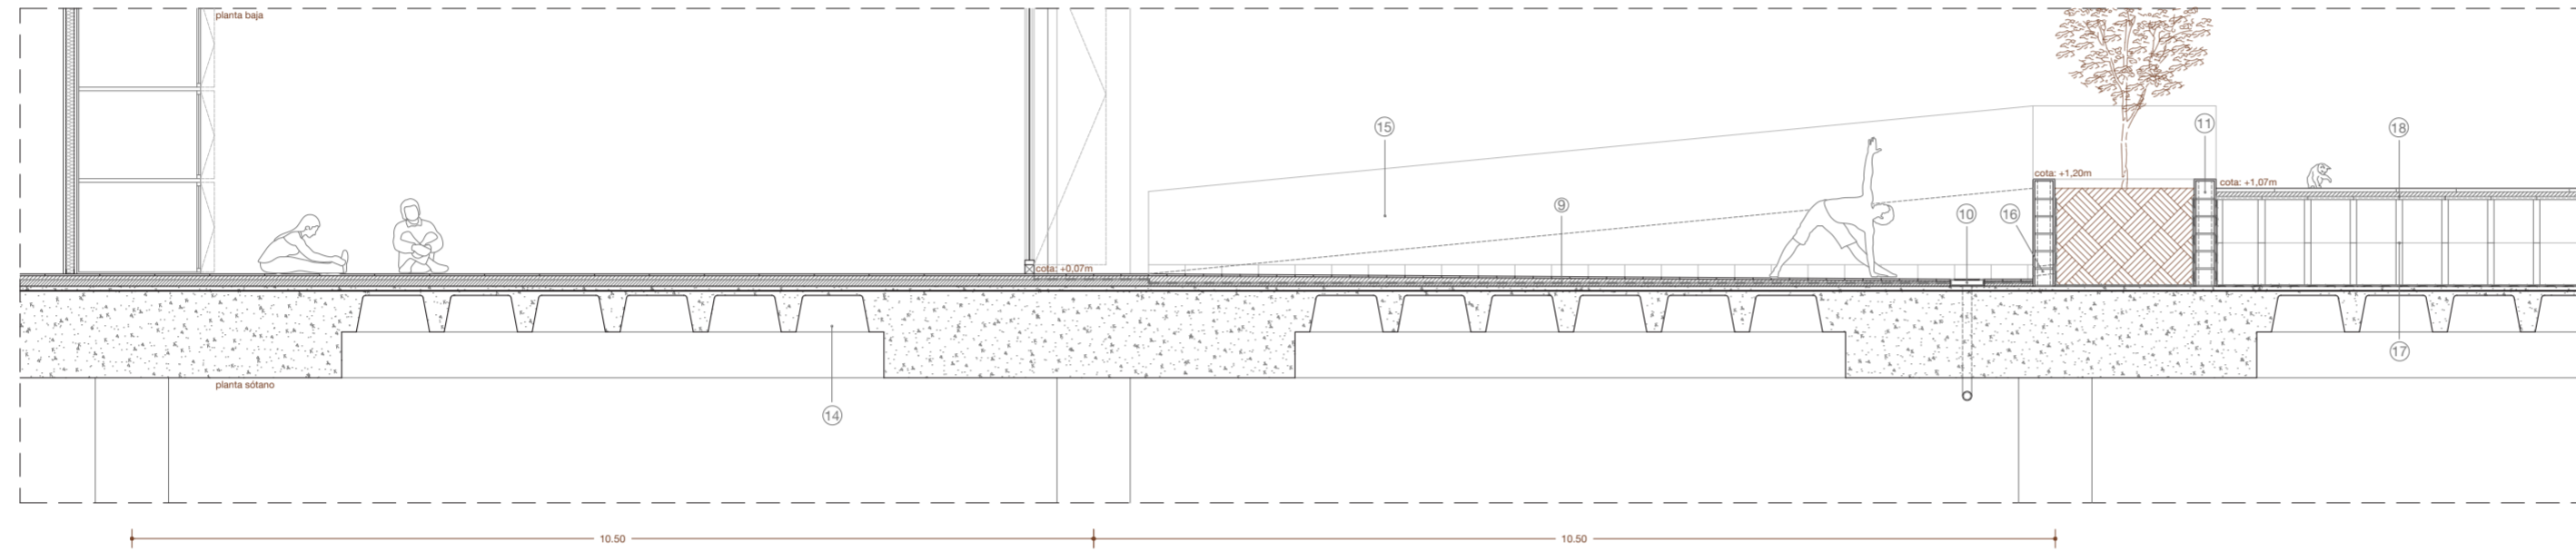 planta baja
15
11
18
cota: +1,20m
cota: +1,07m
9
10
16
cota: +0,07m
17
planta sótano
14
10.50
10.50